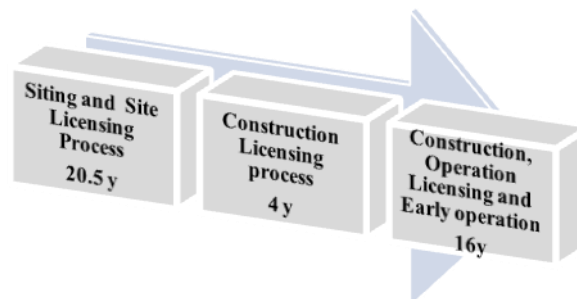 Siting and Site
Licensing
Process
20.5 y
Construction
Licensing
process
4 y
Construction,
Operation
Licensing and
Early operation
16y